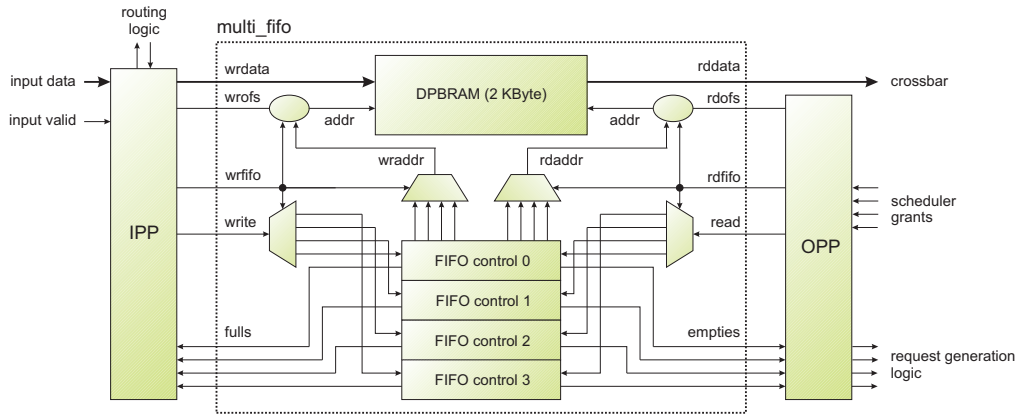 routing
logic
multi_fifo
input data
wrdata
DPBRAM (2 KByte)
rddata
crossbar
wrofs
addr
addr
rdofs
input valid
wraddr
rdaddr
wrfifo
rdfifo
scheduler
grants
IPP
write
read
OPP
FIFO control 0
FIFO control 1
FIFO control 2
FIFO control 3
fulls
empties
request generation
logic